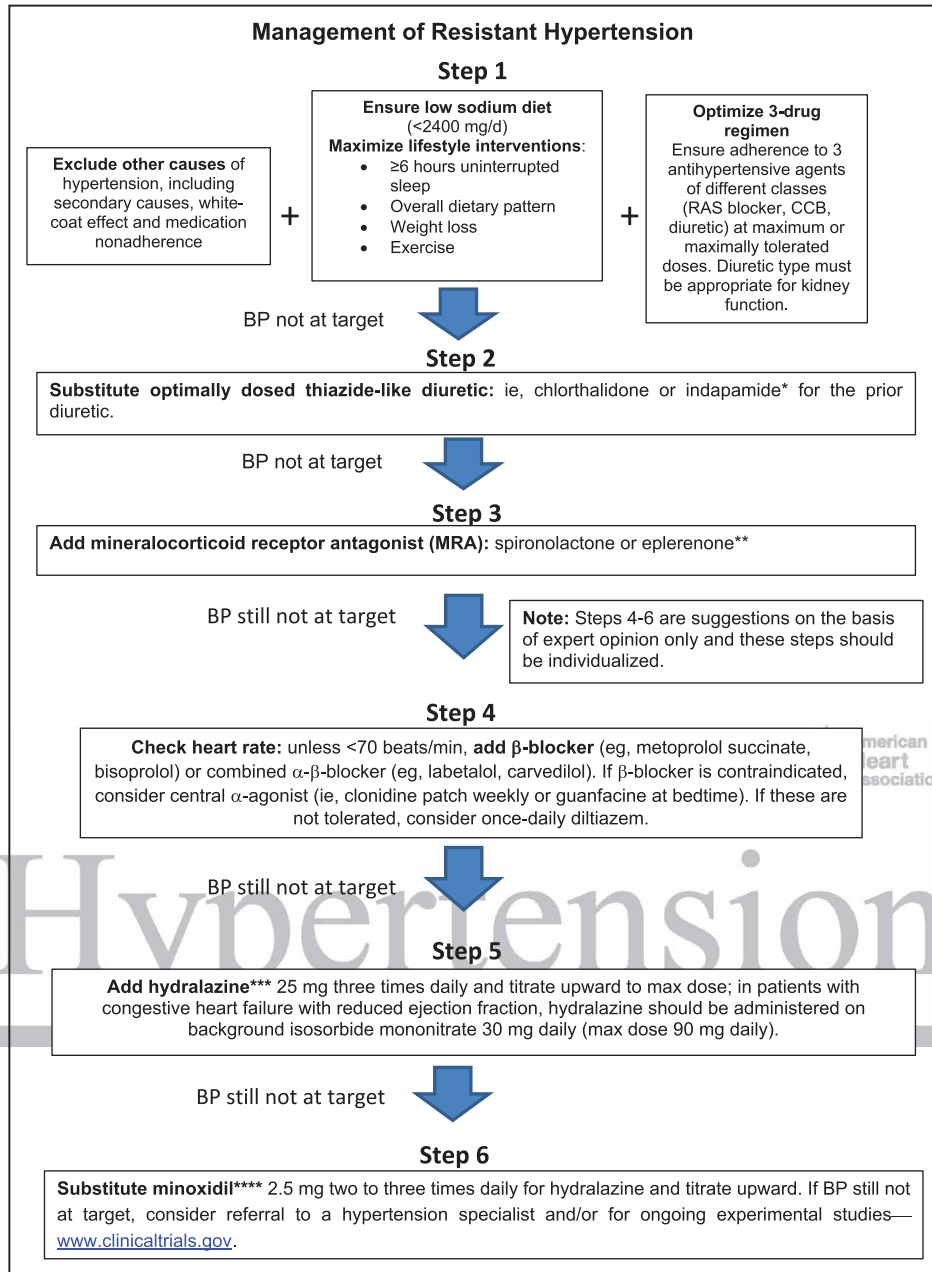 Management of Resistant Hypertension
Step 1
Exclude other causes of
hypertension, including
secondary causes, white-
coat effect and medication
nonadherence
+
Ensure low sodium diet
(<2400 mg/d)
Maximize lifestyle interventions:
• ≥6 hours uninterrupted
sleep
• Overall dietary pattern
• Weight loss
• Exercise
+
Optimize 3-drug
regimen
Ensure adherence to 3
antihypertensive agents
of different classes
(RAS blocker, CCB,
diuretic) at maximum or
maximally tolerated
doses. Diuretic type must
be appropriate for kidney
function.
BP not at target
Step 2
Substitute optimally dosed thiazide-like diuretic: ie, chlorthalidone or indapamide* for the prior
diuretic.
BP not at target
Step 3
Add mineralocorticoid receptor antagonist (MRA): spironolactone or eplerenone**
BP still not at target
Note: Steps 4-6 are suggestions on the basis
of expert opinion only and these steps should
be individualized.
Step 4
Check heart rate: unless <70 beats/min, add β-blocker (eg, metoprolol succinate,
bisoprolol) or combined α-β-blocker (eg, labetalol, carvedilol). If β-blocker is contraindicated,
consider central α-agonist (ie, clonidine patch weekly or guanfacine at bedtime). If these are
not tolerated, consider once-daily diltiazem.
merican
eart
ssociation
BP still not at target
Hypertension
Step 5
Add hydralazine*** 25 mg three times daily and titrate upward to max dose; in patients with
congestive heart failure with reduced ejection fraction, hydralazine should be administered on
background isosorbide mononitrate 30 mg daily (max dose 90 mg daily).
BP still not at target
Step 6
Substitute minoxidil**** 2.5 mg two to three times daily for hydralazine and titrate upward. If BP still not
at target, consider referral to a hypertension specialist and/or for ongoing experimental studies—
www.clinicaltrials.gov.